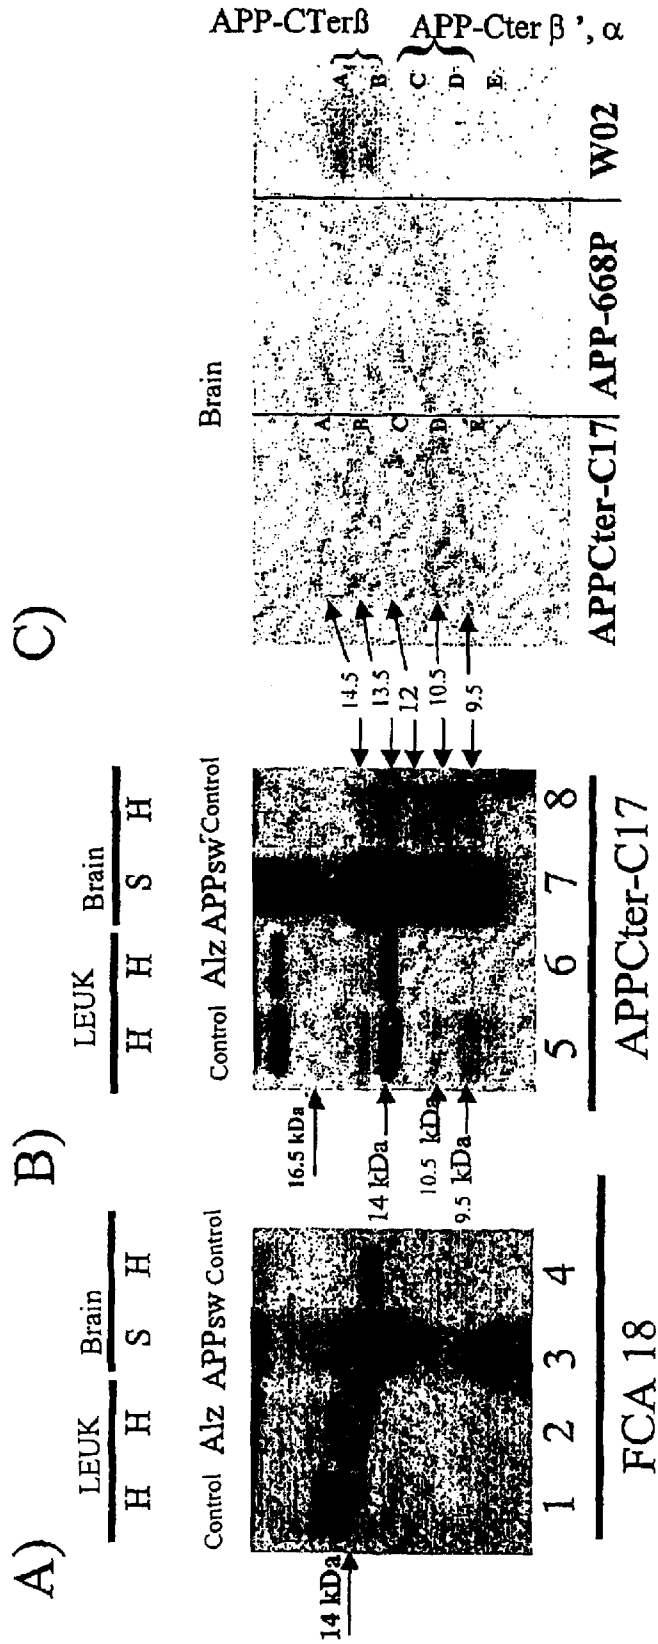 A)
LEUK Brain
H H S H
Control Alz APPsw Control
14 kDa
1 2 3 4
FCA 18
B)
LEUK Brain
H H S H
Control Alz APPsw Control
16.5 kDa
14 kDa
10.5 kDa
9.5 kDa
14.5
13.5
12
10.5
9.5
5 6 7 8
APPCter-C17
C)
Brain
A
B
C
D
E
A
B
C
D
E
APP-CTerß
APP-Cter β', α
APPCter-C17 APP-668P W02